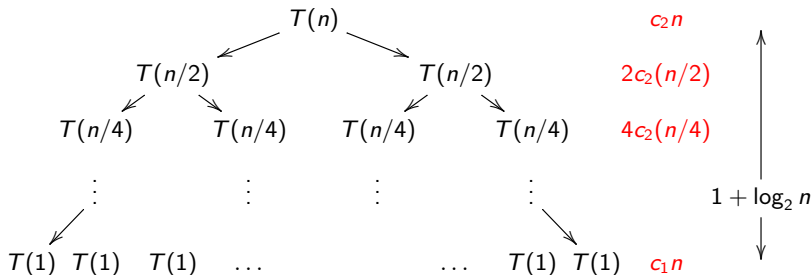 T(n) c₂n
T(n/2) T(n/2) 2c₂(n/2)
T(n/4) T(n/4) T(n/4) T(n/4) 4c₂(n/4)
⋮ ⋮ ⋮ ⋮ 1 + log₂ n
T(1) T(1) T(1) ... ... T(1) T(1) c₁n